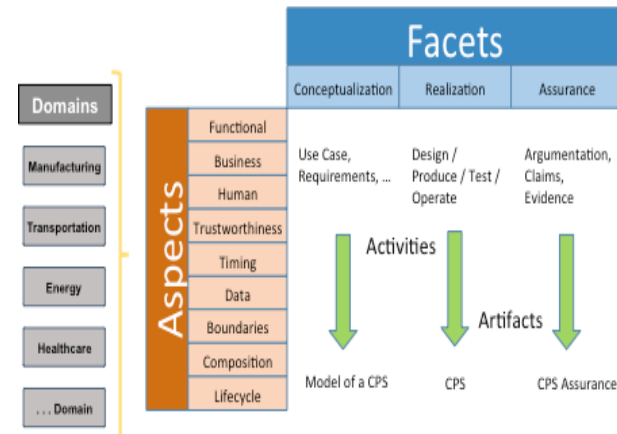 Facets
Conceptualization
Realization
Assurance
Domains
Manufacturing
Transportation
Energy
Healthcare
. . . Domain
Aspects
Functional
Business
Human
Trustworthiness
Timing
Data
Boundaries
Composition
Lifecycle
Use Case,
Requirements, ...
Design /
Produce / Test /
Operate
Argumentation,
Claims,
Evidence
Activities
Artifacts
Model of a CPS
CPS
CPS Assurance